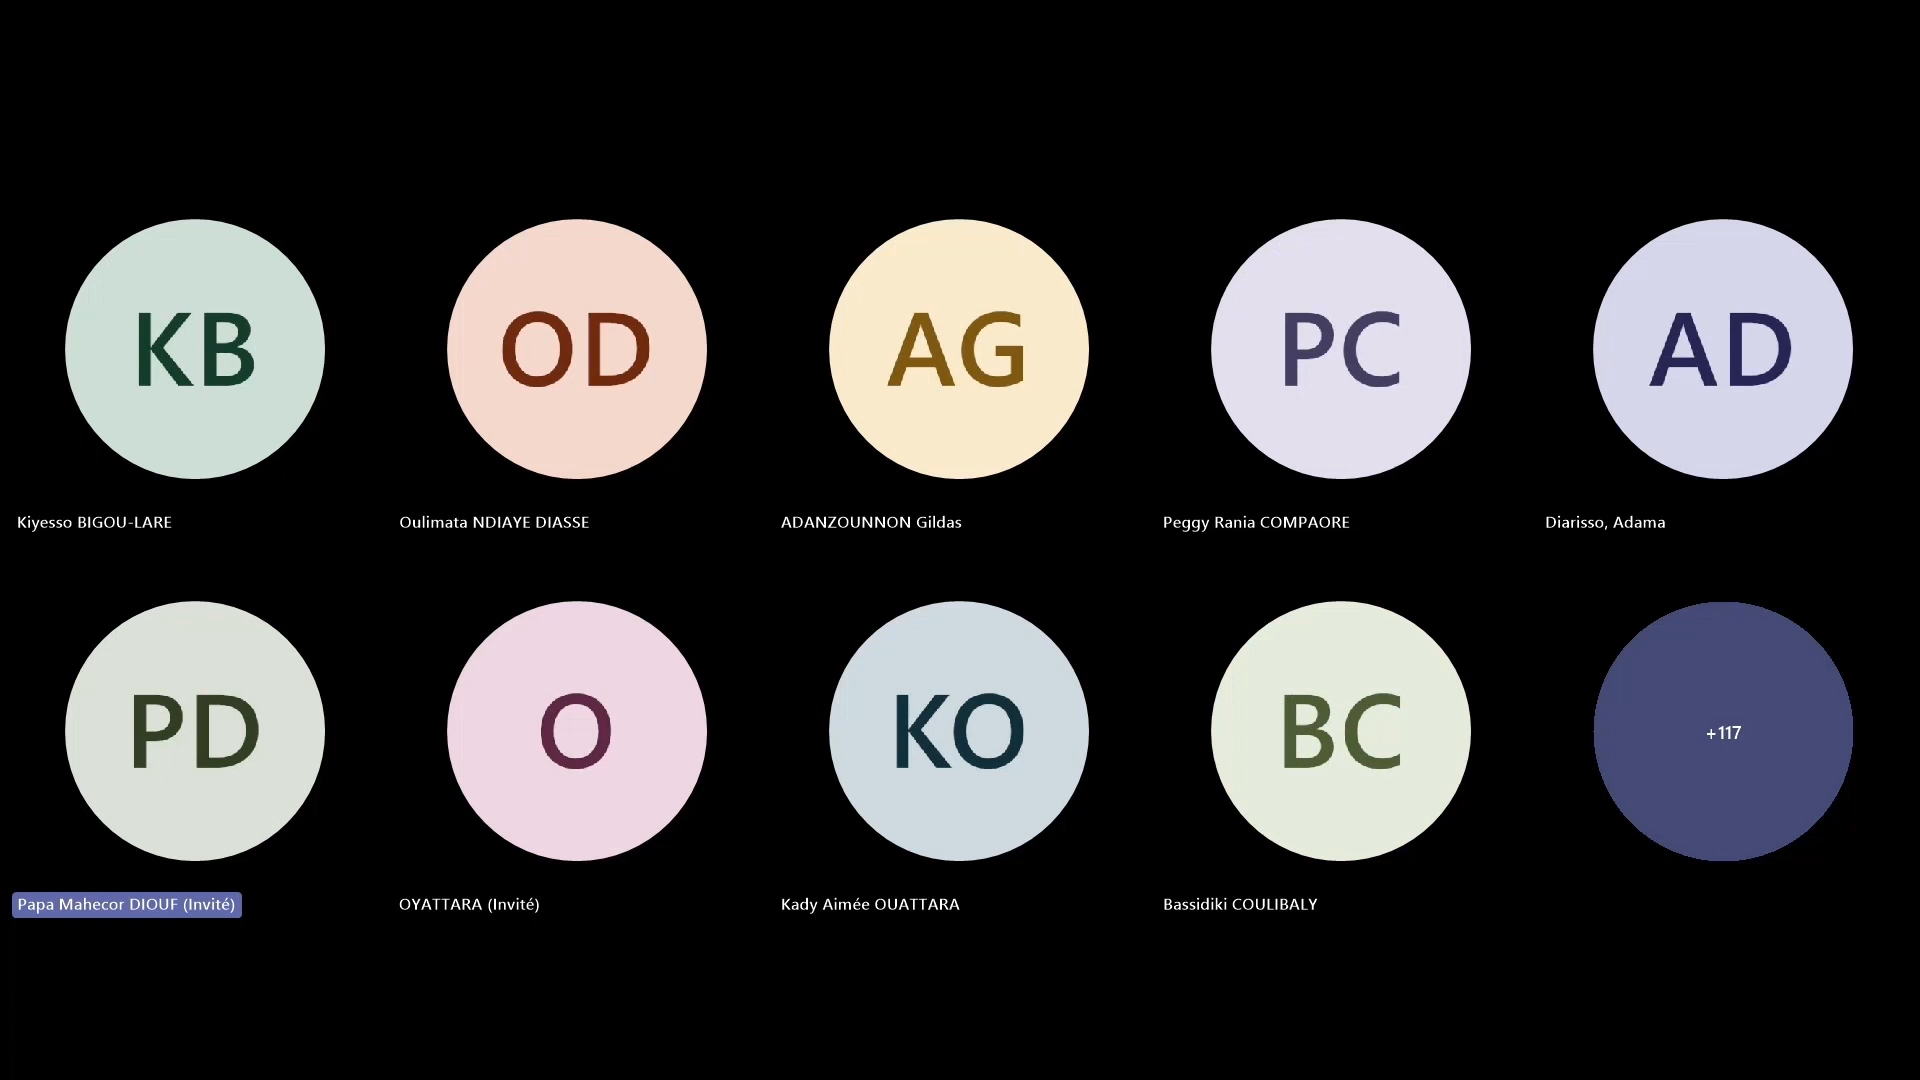 KB
OD
AG
PC
AD
Kiyesso BIGOU-LARE
Oulimata NDIAYE DIASSE
ADANZOUNNON Gildas
Peggy Rania COMPAORE
Diarisso, Adama
PD
O
KO
BC
+117
Papa Mahecor DIOUF (Invité)
OYATTARA (Invité)
Kady Aimée OUATTARA
Bassidiki COULIBALY